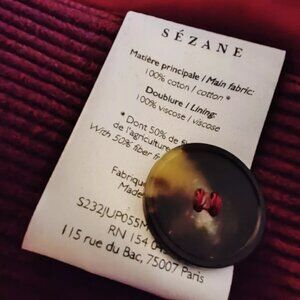 SÉZANE
Matière principale / Main fabric:
100% coton / cotton *
Doublure / Lining:
100% viscose / viscose
* Dont 50% de
de l'agriculture
With 50% fiber
Made
S232JUP055M
RN 154 0
115 rue du Bac, 75007 Paris